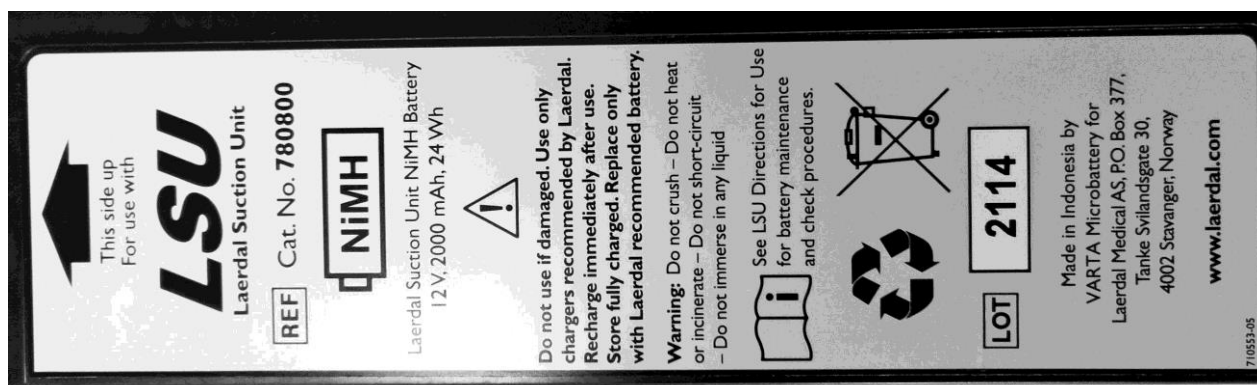 This side up
For use with
LSU
Laerdal Suction Unit
REF Cat. No. 780800
NiMH
Laerdal Suction Unit NiMH Battery
12 V, 2000 mAh, 24 Wh
Do not use if damaged. Use only
chargers recommended by Laerdal.
Recharge immediately after use.
Store fully charged. Replace only
with Laerdal recommended battery.
Warning: Do not crush – Do not heat
or incinerate – Do not short-circuit
– Do not immerse in any liquid
See LSU Directions for Use
for battery maintenance
and check procedures.
LOT 2114
Made in Indonesia by
VARTA Microbattery for
Laerdal Medical AS, P.O. Box 377,
Tanke Svilandsgate 30,
4002 Stavanger, Norway
www.laerdal.com
710553-05